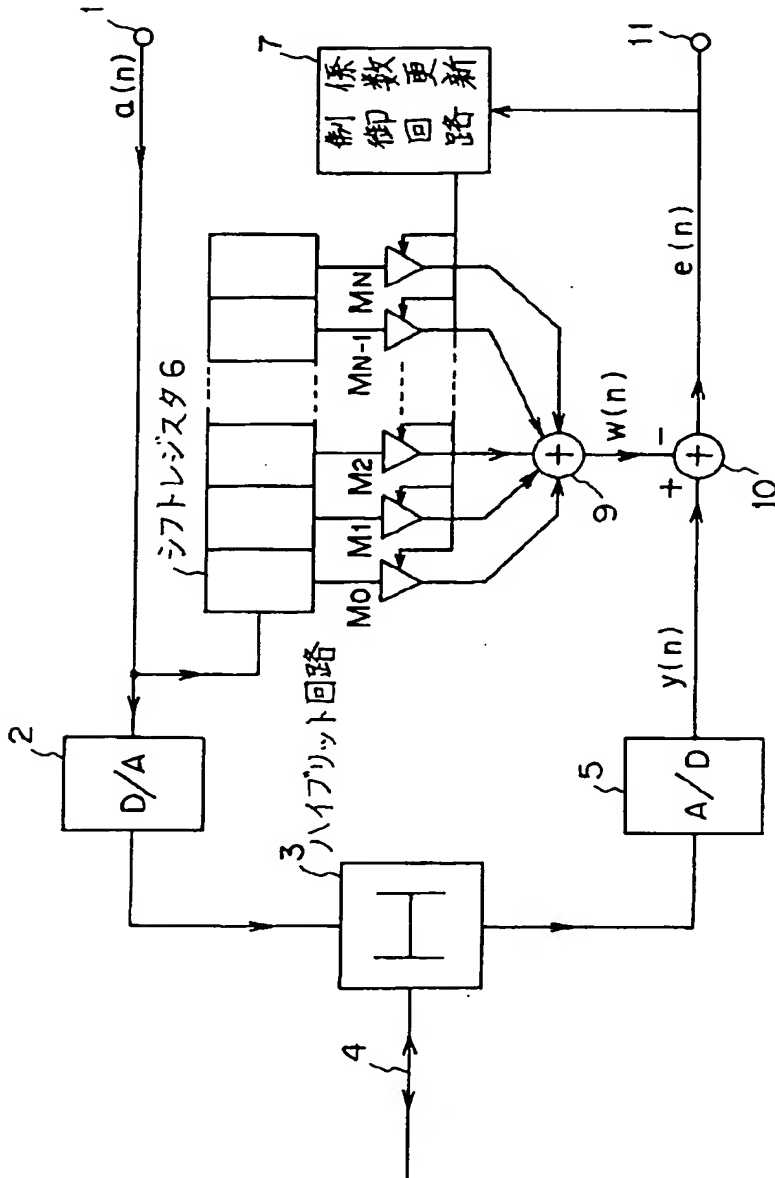 1
a(n)
2
D/A
シフトレジスタ6
7
係数更新
制御回路
M0
M1
M2
MN-1
MN
3
ハイブリット回路
4
+
9
w(n)
5
A/D
y(n)
+
-
+
10
e(n)
11